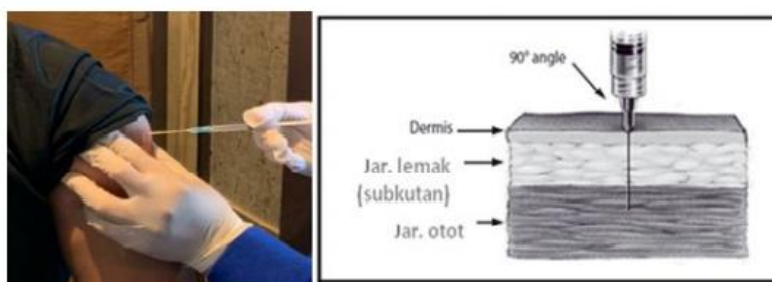 90° angle
Dermis
Jar. lemak
(subkutan)
Jar. otot